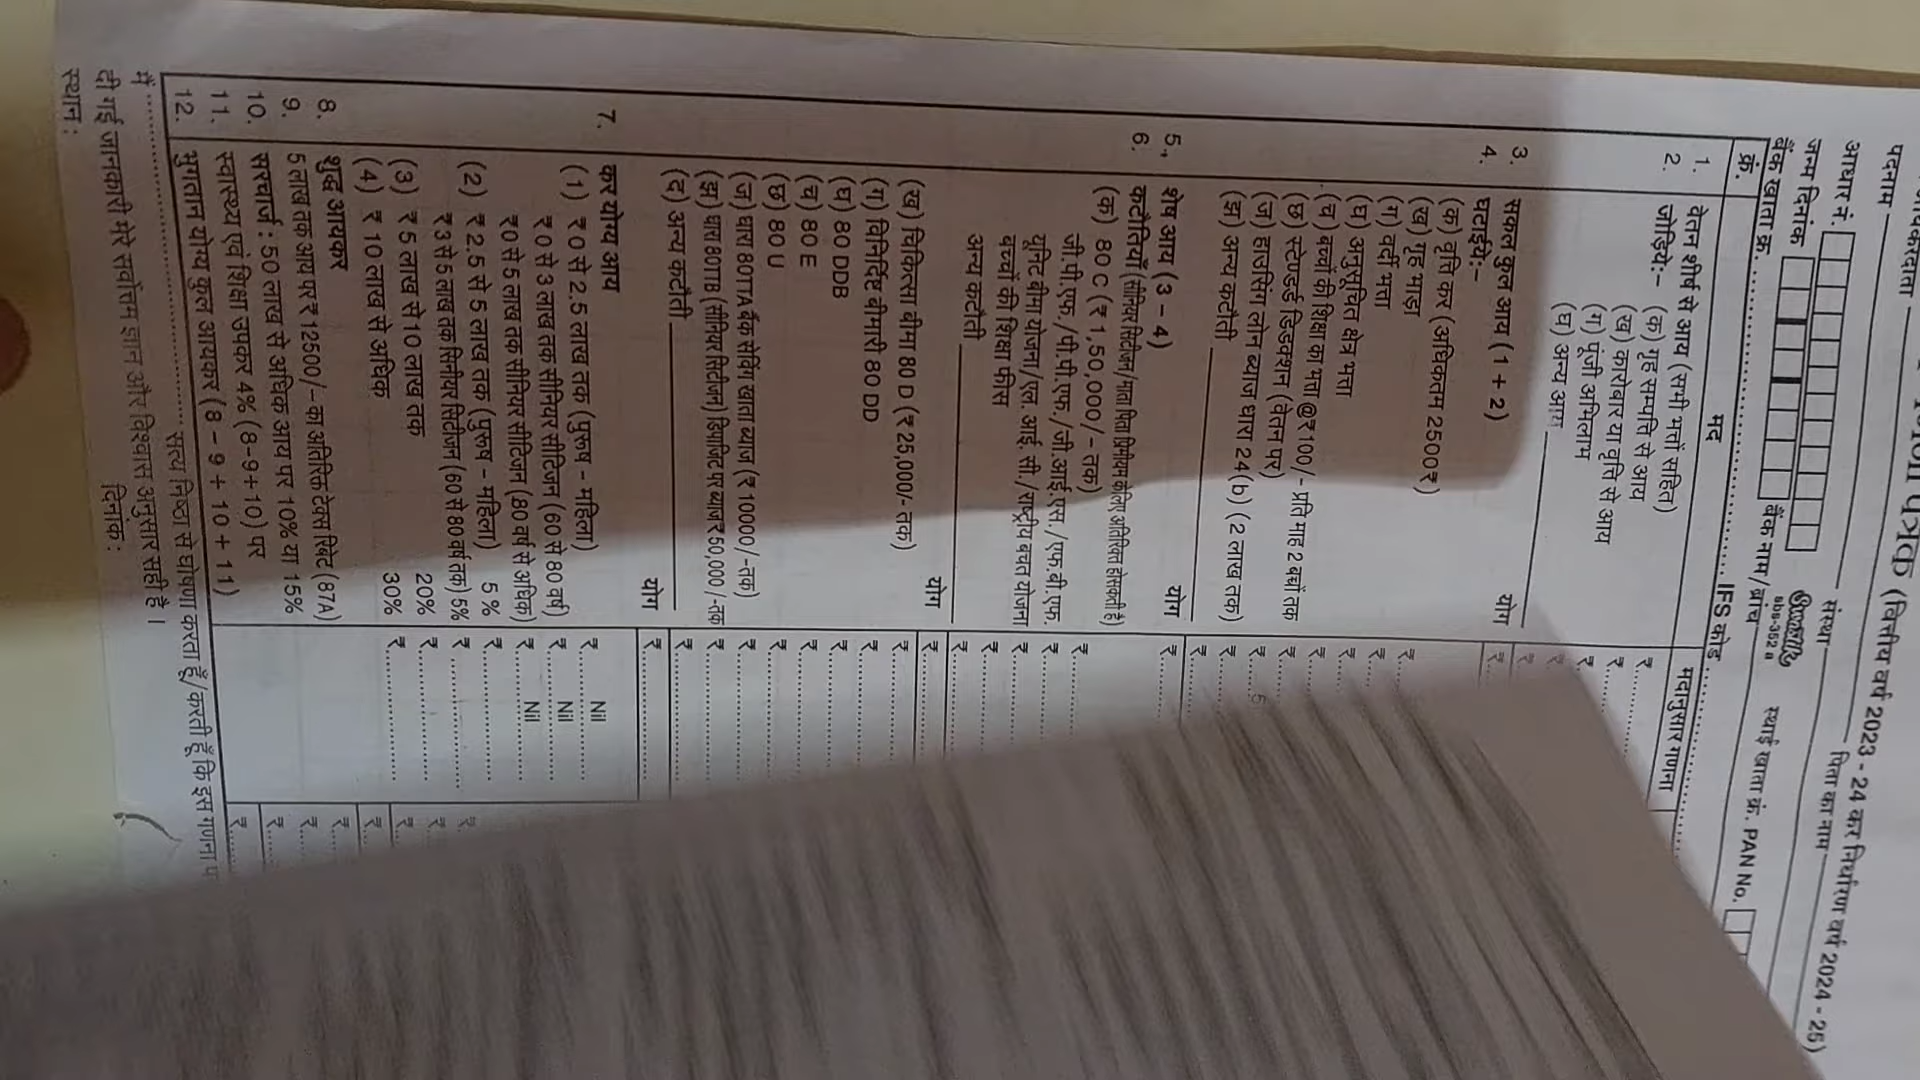 पत्रक (वित्तीय वर्ष 2023 - 24 कर निर्धारण वर्ष 2024 - 25)
पदनाम संस्था पिता का नाम
आधार नं.
जन्म दिनांक स्थाई खाता क्रं. PAN No.
बैंक खाता क्र. बैंक नाम/ब्रांच IFS कोड
sbs-352 II
क्रं. मद मदानुसार गणना
1. वेतन शीर्ष से आय (सभी भत्तों सहित)
2. जोड़िये:- (क) गृह सम्पत्ति से आय ₹
(ख) कारोबार या वृत्ति से आय ₹
(ग) पूंजी अभिलाभ ₹
(घ) अन्य आय ₹
3. सकल कुल आय (1 + 2) योग ₹
4. घटाईये:-
(क) वृत्ति कर (अधिकतम 2500₹)
(ख) गृह भाड़ा ₹
(ग) वर्दी भत्ता ₹
(घ) अनुसूचित क्षेत्र भत्ता ₹
(च) बच्चों की शिक्षा का भत्ता @₹100/- प्रति माह 2 बच्चों तक ₹
(छ) स्टेण्डर्ड डिडक्शन (वेतन पर) ₹
(ज) हाउसिंग लोन ब्याज धारा 24(b) (2 लाख तक) ₹
(झ) अन्य कटौती ₹
योग ₹
5. शेष आय (3 - 4) ₹
6. कटौतियाँ (सीनियर सिटीजन/माता पिता प्रिमियम के लिए अतिरिक्त हो सकती है)
(क) 80 C (₹ 1,50,000/- तक) ₹
जी.पी.एफ./पी.पी.एफ./जी.आई.एस./एफ.बी.एफ. ₹
यूनिट बीमा योजना/एल. आई. सी./राष्ट्रीय बचत योजना ₹
बच्चों की शिक्षा फीस ₹
अन्य कटौती ₹
योग ₹
(ख) चिकित्सा बीमा 80 D (₹ 25,000/- तक) ₹
(ग) विनिर्दिष्ट बीमारी 80 DD ₹
(घ) 80 DDB ₹
(च) 80 E ₹
(छ) 80 U ₹
(ज) धारा 80TTA बैंक सेविंग खाता ब्याज (₹ 10000/-तक) ₹
(झ) धारा 80TTB (सीनियर सिटीजन) डिपाजिट पर ब्याज ₹ 50,000/-तक ₹
(द) अन्य कटौती ₹
योग ₹
7. कर योग्य आय
(1) ₹ 0 से 2.5 लाख तक (पुरूष - महिला) ₹ Nil
₹ 0 से 3 लाख तक सीनियर सीटिजन (60 से 80 वर्ष) ₹ Nil
₹ 0 से 5 लाख तक सीनियर सीटिजन (80 वर्ष से अधिक) ₹ Nil
(2) ₹ 2.5 से 5 लाख तक (पुरूष - महिला) 5 % ₹
₹ 3 से 5 लाख तक सिनीयर सिटीजन (60 से 80 वर्ष तक) 5% ₹ ₹
(3) ₹ 5 लाख से 10 लाख तक 20% ₹ ₹
(4) ₹ 10 लाख से अधिक 30% ₹ ₹
8. शुद्ध आयकर ₹
9. 5 लाख तक आय पर ₹ 12500/- का अतिरिक्त टेक्स रिबेट (87A) ₹
10. सरचार्ज : 50 लाख से अधिक आय पर 10% या 15% ₹
11. स्वास्थ्य एवं शिक्षा उपकर 4% (8-9+10) पर ₹
12. भुगतान योग्य कुल आयकर (8 - 9 + 10 + 11) ₹
मैं सत्य निष्ठा से घोषणा करता हूँ/करती हूँ कि इस गणना
दी गई जानकारी मेरे सर्वोत्तम ज्ञान और विश्वास अनुसार सही है।
स्थान : दिनांक :